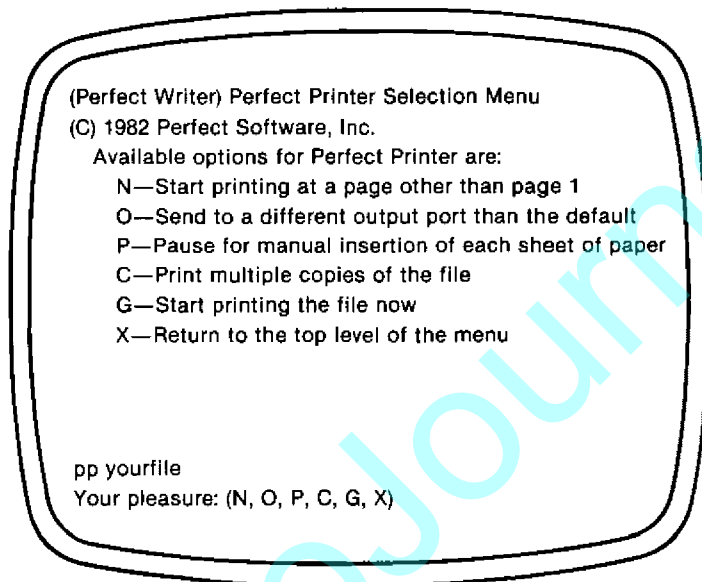 (Perfect Writer) Perfect Printer Selection Menu
(C) 1982 Perfect Software, Inc.
Available options for Perfect Printer are:
N—Start printing at a page other than page 1
O—Send to a different output port than the default
P—Pause for manual insertion of each sheet of paper
C—Print multiple copies of the file
G—Start printing the file now
X—Return to the top level of the menu
pp yourfile
Your pleasure: (N, O, P, C, G, X)